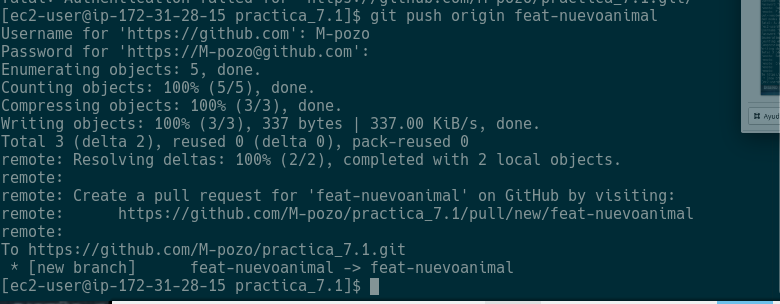 [ec2-user@ip-172-31-28-15 practica_7.1]$ git push origin feat-nuevoanimal
Username for 'https://github.com': M-pozo
Password for 'https://M-pozo@github.com':
Enumerating objects: 5, done.
Counting objects: 100% (5/5), done.
Compressing objects: 100% (3/3), done.
Writing objects: 100% (3/3), 337 bytes | 337.00 KiB/s, done.
Total 3 (delta 2), reused 0 (delta 0), pack-reused 0
remote: Resolving deltas: 100% (2/2), completed with 2 local objects.
remote:
remote: Create a pull request for 'feat-nuevoanimal' on GitHub by visiting:
remote:      https://github.com/M-pozo/practica_7.1/pull/new/feat-nuevoanimal
remote:
To https://github.com/M-pozo/practica_7.1.git
 * [new branch]      feat-nuevoanimal -> feat-nuevoanimal
[ec2-user@ip-172-31-28-15 practica_7.1]$
Ayud